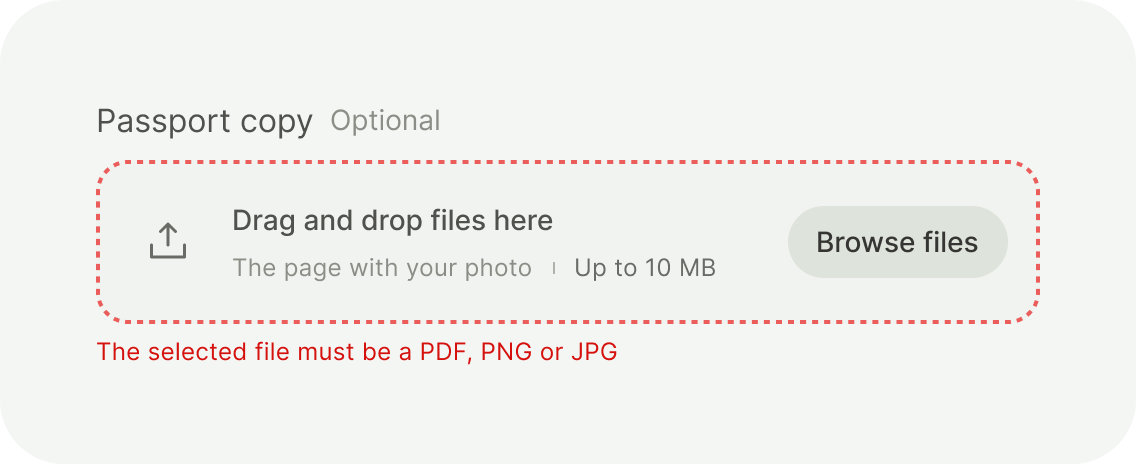 Passport copy Optional
Drag and drop files here
The page with your photo Up to 10 MB
Browse files
The selected file must be a PDF, PNG or JPG